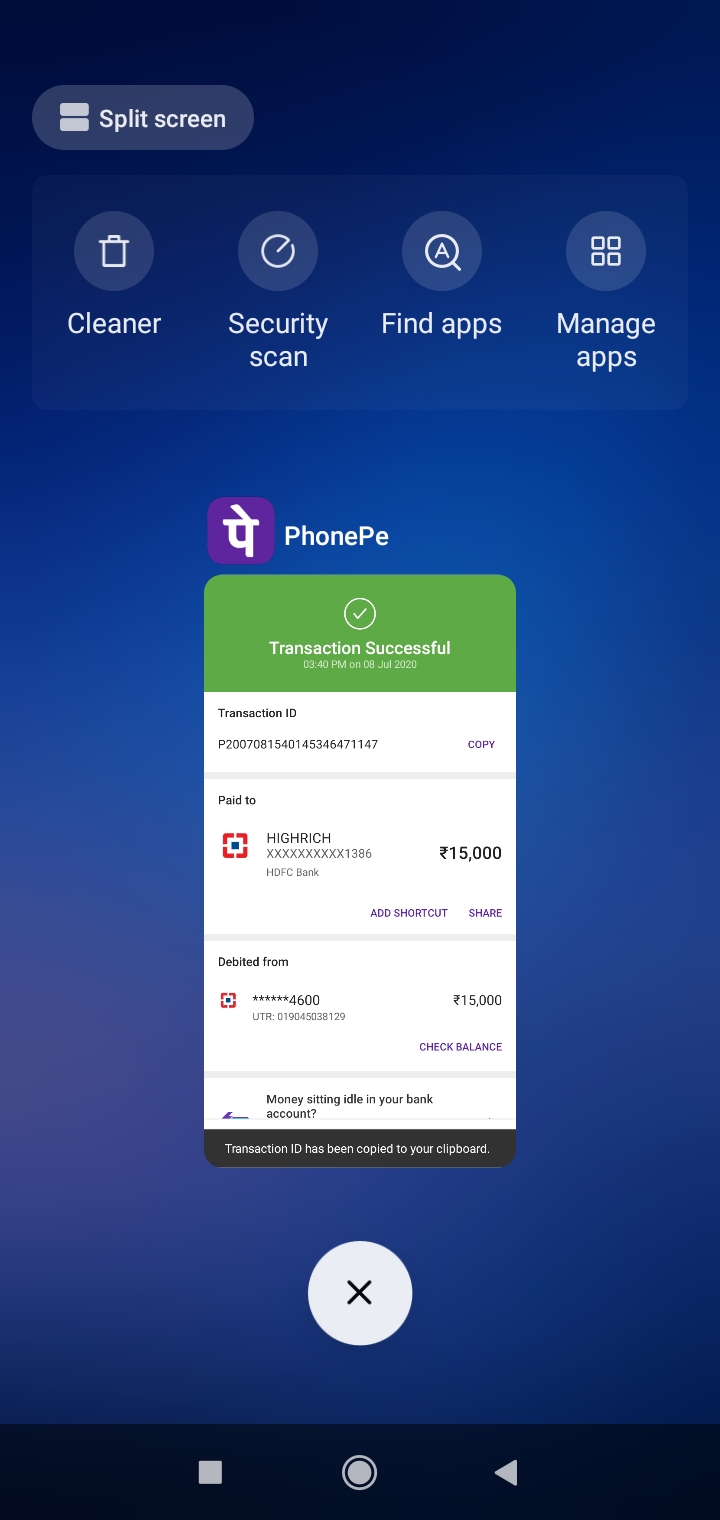 Split screen
Cleaner
Security scan
Find apps
Manage apps
पे PhonePe
Transaction Successful
03:40 PM on 08 Jul 2020
Transaction ID
P2007081540145346471147 COPY
Paid to
HIGHRICH
XXXXXXXXXX1386 ₹15,000
HDFC Bank
ADD SHORTCUT SHARE
Debited from
******4600 ₹15,000
UTR: 019045038129
CHECK BALANCE
Money sitting idle in your bank
account?
Transaction ID has been copied to your clipboard.